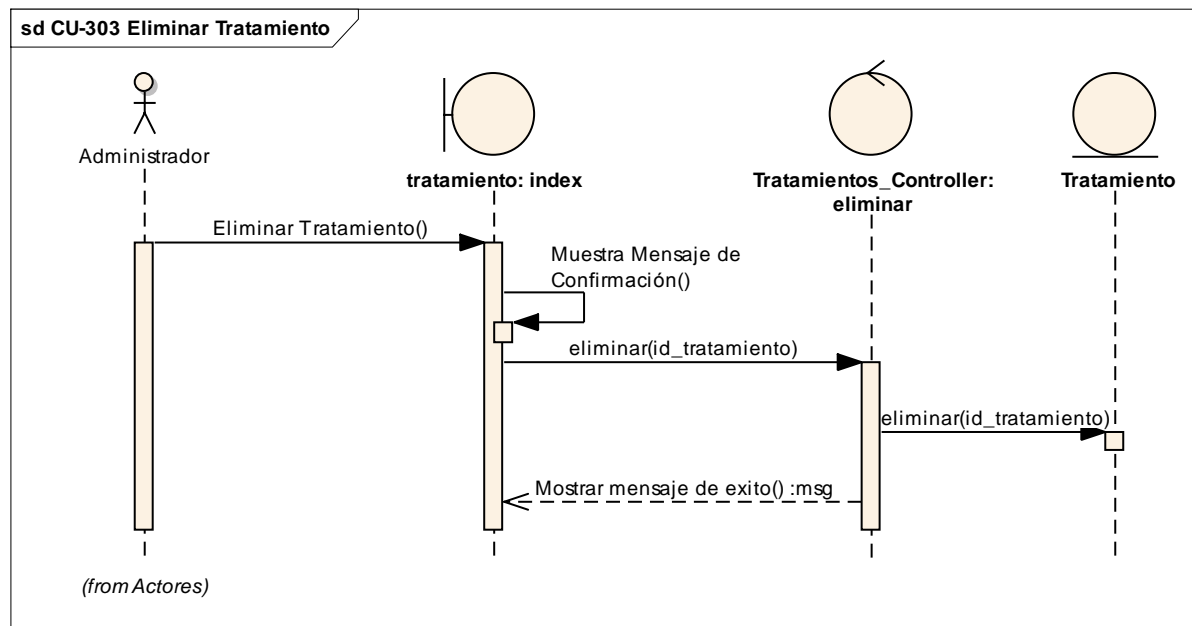 sd CU-303 Eliminar Tratamiento
Administrador
tratamiento: index
Tratamientos_Controller:
eliminar
Tratamiento
Eliminar Tratamiento()
Muestra Mensaje de
Confirmación()
eliminar(id_tratamiento)
eliminar(id_tratamiento)
Mostrar mensaje de exito() :msg
(from Actores)